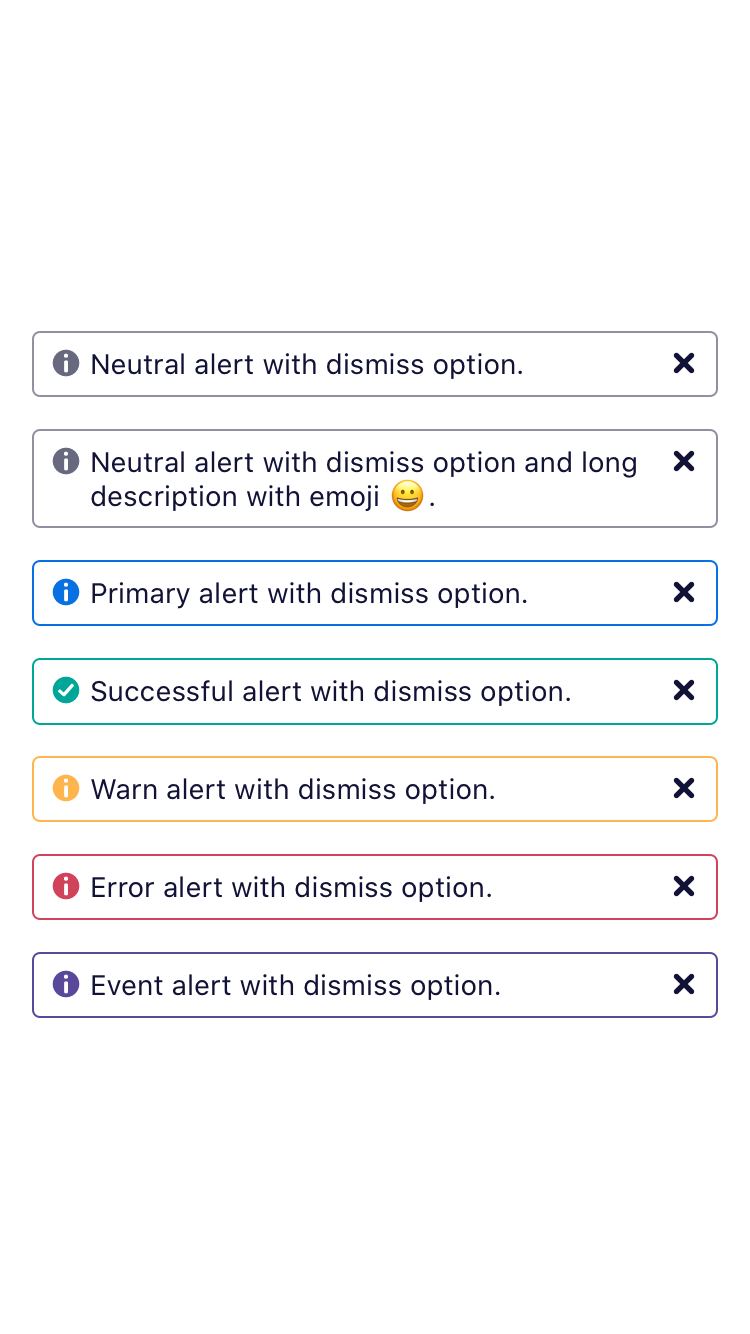 Neutral alert with dismiss option.
Neutral alert with dismiss option and long
description with emoji 😀.
Primary alert with dismiss option.
Successful alert with dismiss option.
Warn alert with dismiss option.
Error alert with dismiss option.
Event alert with dismiss option.